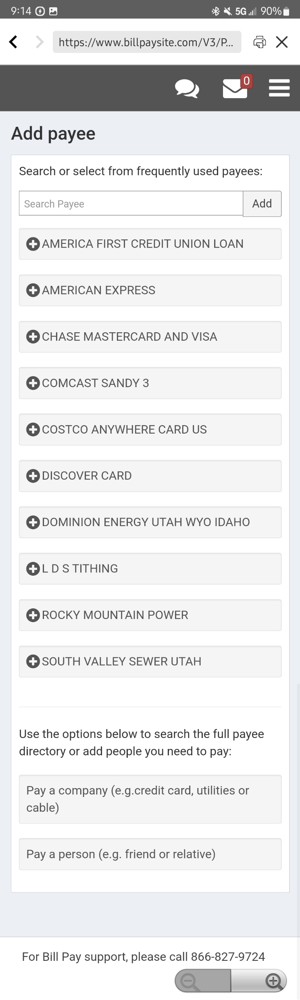 9:14
5G 90%
https://www.billpaysite.com/V3/P...
0
Add payee
Search or select from frequently used payees:
Search Payee
Add
AMERICA FIRST CREDIT UNION LOAN
AMERICAN EXPRESS
CHASE MASTERCARD AND VISA
COMCAST SANDY 3
COSTCO ANYWHERE CARD US
DISCOVER CARD
DOMINION ENERGY UTAH WYO IDAHO
L D S TITHING
ROCKY MOUNTAIN POWER
SOUTH VALLEY SEWER UTAH
Use the options below to search the full payee
directory or add people you need to pay:
Pay a company (e.g.credit card, utilities or
cable)
Pay a person (e.g. friend or relative)
For Bill Pay support, please call 866-827-9724